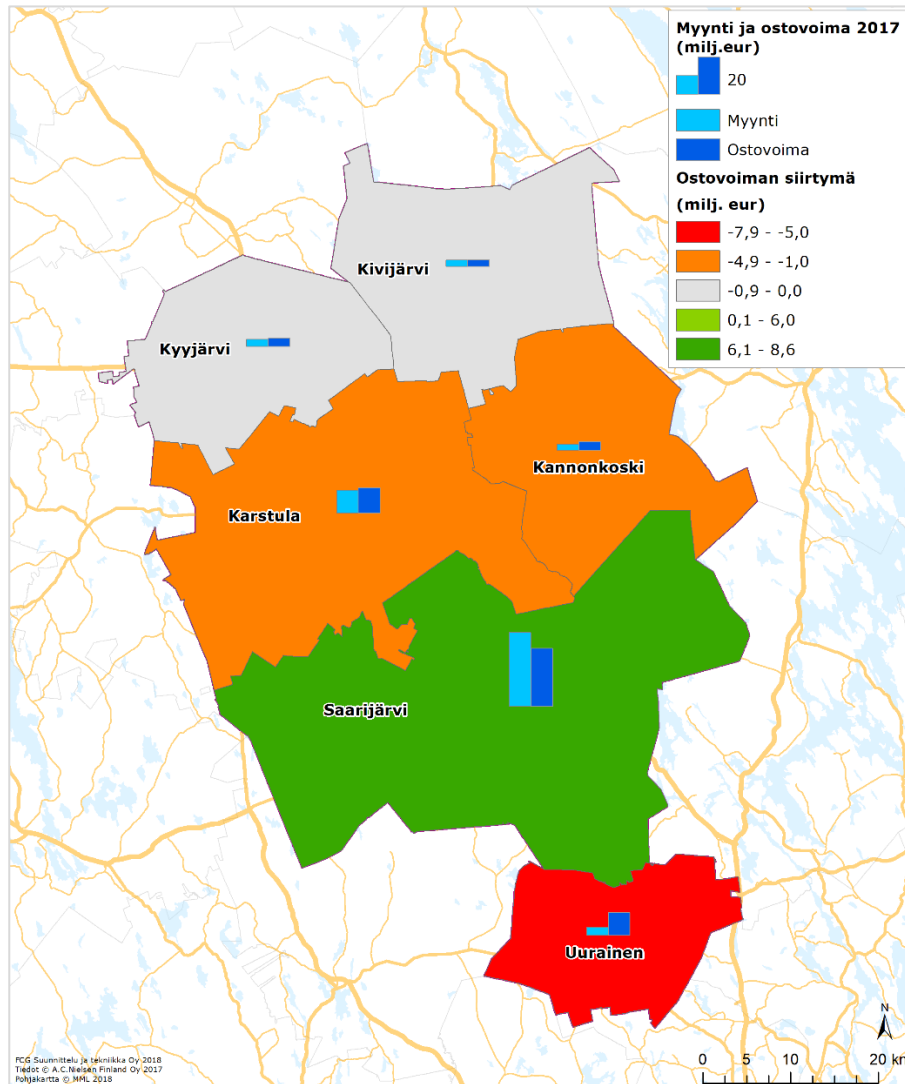 Myynti ja ostovoima 2017
(milj.eur)
20
Myynti
Ostovoima
Ostovoiman siirtymä
(milj. eur)
-7,9 - -5,0
-4,9 - -1,0
-0,9 - 0,0
0,1 - 6,0
6,1 - 8,6
Kivijärvi
Kyyjärvi
Kannonkoski
Karstula
Saarijärvi
Uurainen
N
FCG Suunnittelu ja tekniikka Oy 2018
Tiedot © A.C.Nielsen Finland Oy 2017
Pohjakartta © MML 2018
0 5 10 20 km